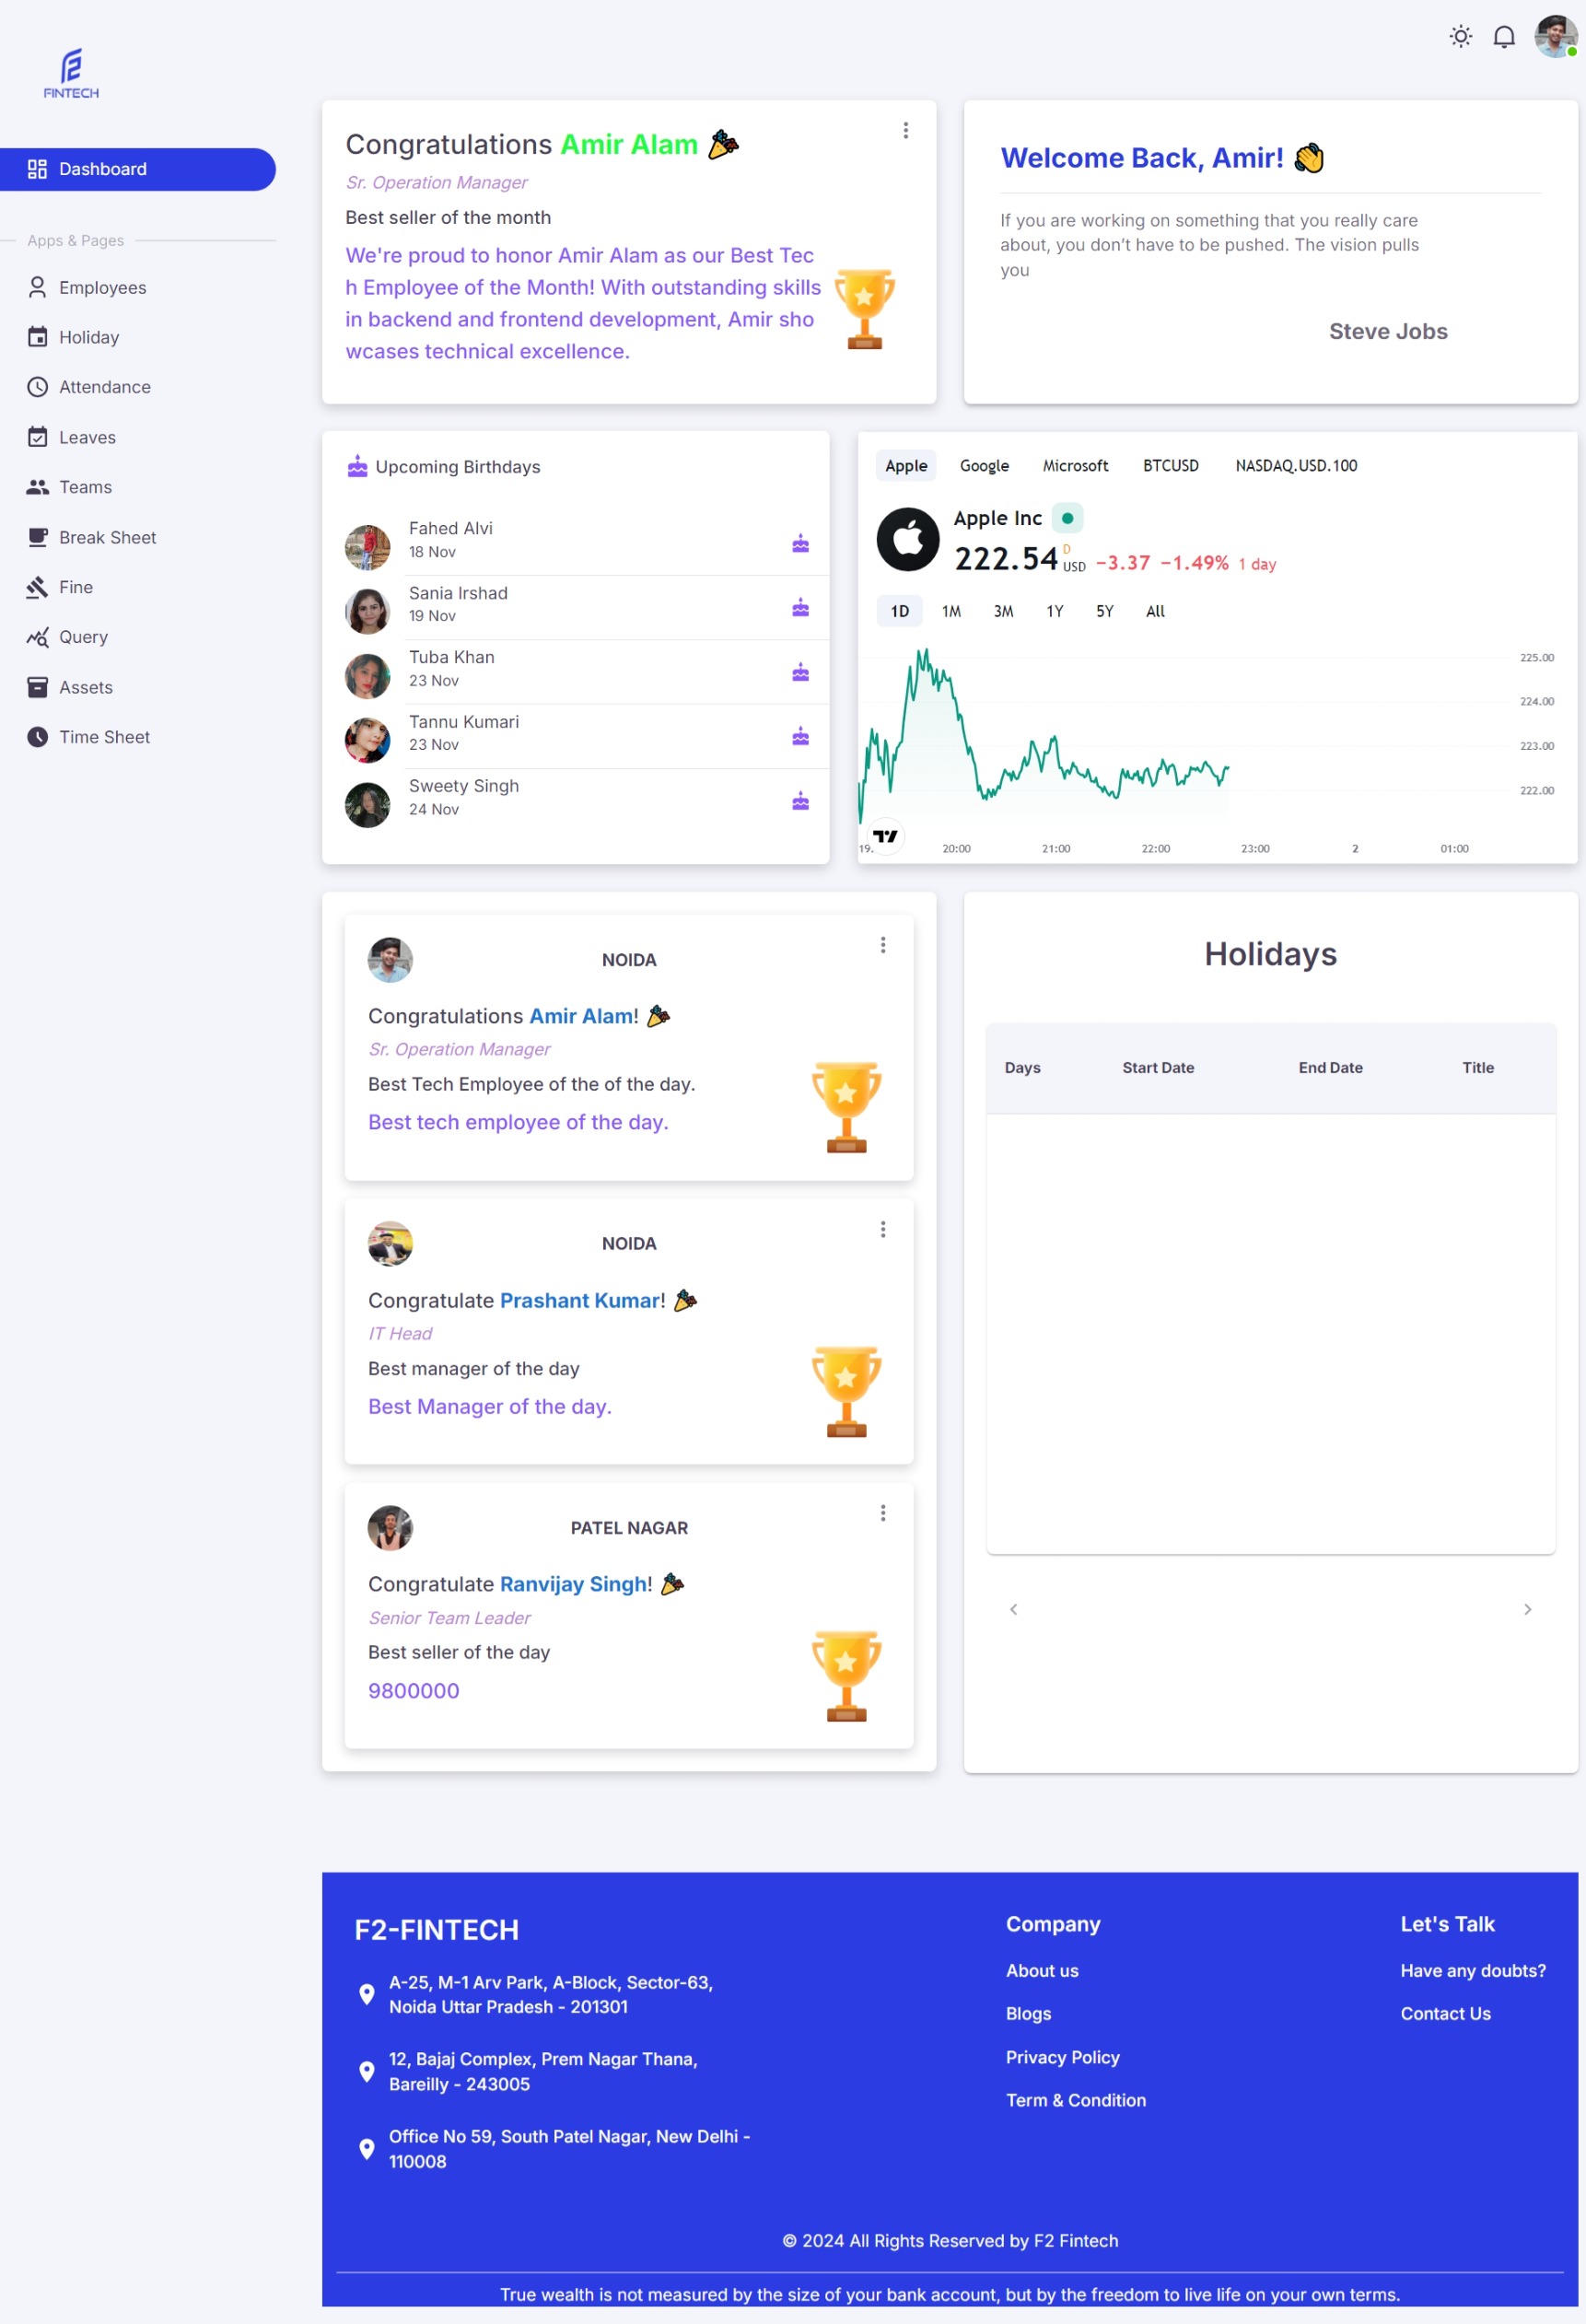 FINTECH
Dashboard
Apps & Pages
Employees
Holiday
Attendance
Leaves
Teams
Break Sheet
Fine
Query
Assets
Time Sheet
Congratulations Amir Alam
Sr. Operation Manager
Best seller of the month
We're proud to honor Amir Alam as our Best Tec
h Employee of the Month! With outstanding skills
in backend and frontend development, Amir sho
wcases technical excellence.
Welcome Back, Amir!
If you are working on something that you really care
about, you don't have to be pushed. The vision pulls
you
Steve Jobs
Upcoming Birthdays
Fahed Alvi
18 Nov
Sania Irshad
19 Nov
Tuba Khan
23 Nov
Tannu Kumari
23 Nov
Sweety Singh
24 Nov
Apple Google Microsoft BTCUSD NASDAQ.USD.100
Apple Inc
222.54 D USD −3.37 −1.49% 1 day
1D 1M 3M 1Y 5Y All
225.00
224.00
223.00
222.00
19: 20:00 21:00 22:00 23:00 2 01:00
NOIDA
Congratulations Amir Alam!
Sr. Operation Manager
Best Tech Employee of the of the day.
Best tech employee of the day.
NOIDA
Congratulate Prashant Kumar!
IT Head
Best manager of the day
Best Manager of the day.
PATEL NAGAR
Congratulate Ranvijay Singh!
Senior Team Leader
Best seller of the day
9800000
Holidays
Days Start Date End Date Title
F2-FINTECH
A-25, M-1 Arv Park, A-Block, Sector-63,
Noida Uttar Pradesh - 201301
12, Bajaj Complex, Prem Nagar Thana,
Bareilly - 243005
Office No 59, South Patel Nagar, New Delhi -
110008
Company
About us
Blogs
Privacy Policy
Term & Condition
Let's Talk
Have any doubts?
Contact Us
© 2024 All Rights Reserved by F2 Fintech
True wealth is not measured by the size of your bank account, but by the freedom to live life on your own terms.